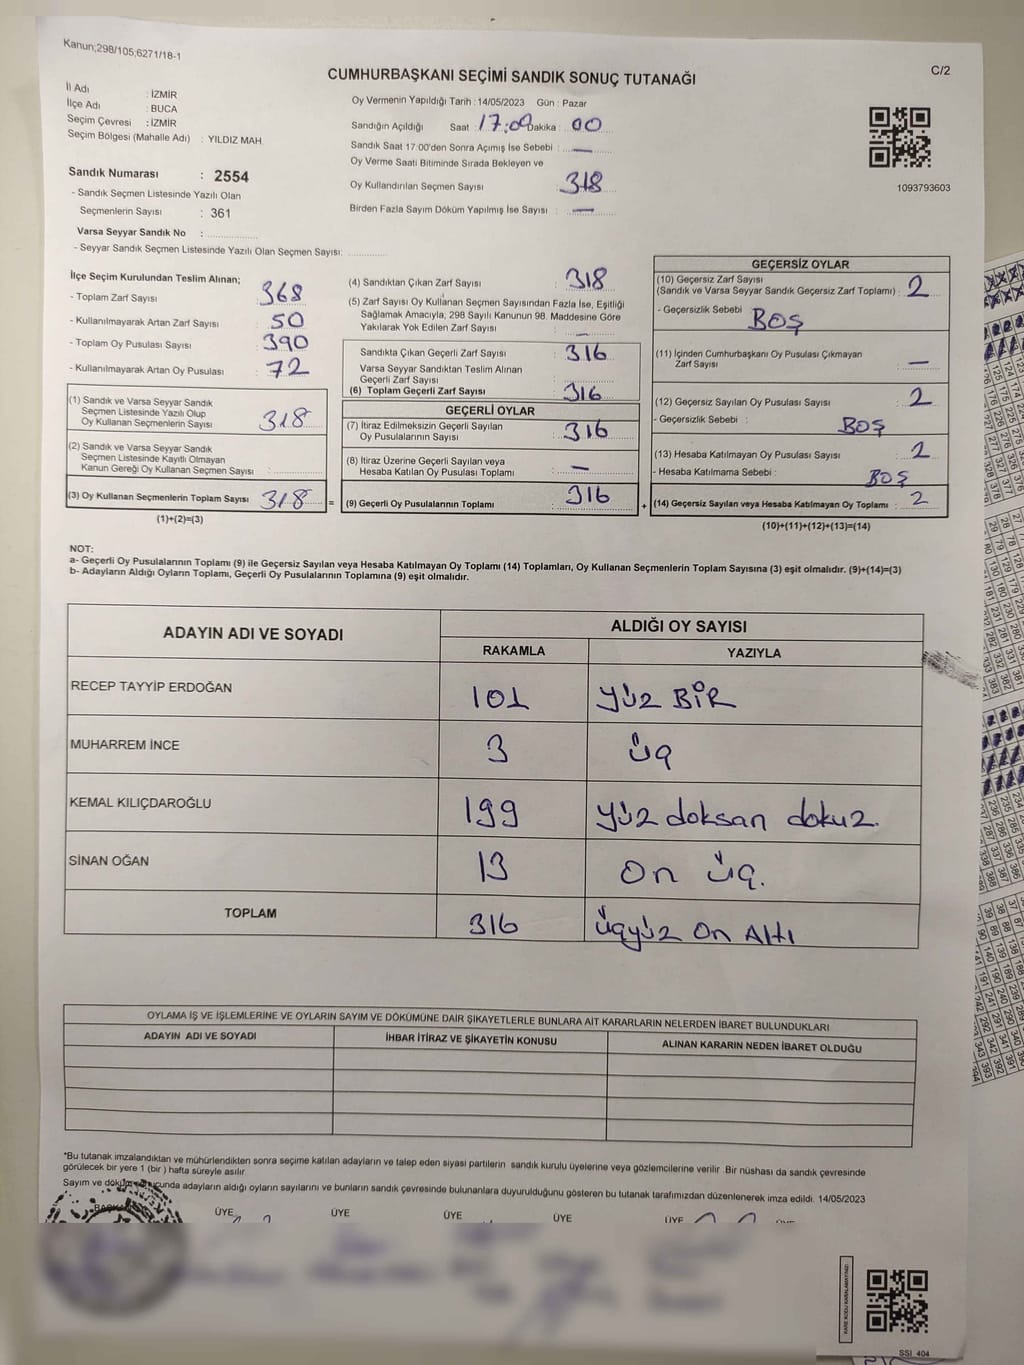 Kanun;298/105,6271/18-1
C/2
CUMHURBAŞKANI SEÇİMİ SANDIK SONUÇ TUTANAĞI
İl Adı : İZMİR
İlçe Adı : BUCA
Seçim Çevresi : İZMİR
Seçim Bölgesi (Mahalle Adı) : YILDIZ MAH.
Sandık Numarası : 2554
- Sandık Seçmen Listesinde Yazılı Olan
Seçmenlerin Sayısı : 361
Varsa Seyyar Sandık No :
- Seyyar Sandık Seçmen Listesinde Yazılı Olan Seçmen Sayısı:
Oy Vermenin Yapıldığı Tarih : 14/05/2023 Gün : Pazar
Sandığın Açıldığı Saat : 17:00 Dakika : 00
Sandık Saat 17:00'den Sonra Açımış İse Sebebi : —
Oy Verme Saati Bitiminde Sırada Bekleyen ve
Oy Kullandırılan Seçmen Sayısı : 318
Birden Fazla Sayım Döküm Yapılmış İse Sayısı : —
1093793603
İlçe Seçim Kurulundan Teslim Alınan;
- Toplam Zarf Sayısı : 368
- Kullanılmayarak Artan Zarf Sayısı : 50
- Toplam Oy Pusulası Sayısı : 390
- Kullanılmayarak Artan Oy Pusulası : 72
(1) Sandık ve Varsa Seyyar Sandık
Seçmen Listesinde Yazılı Olup
Oy Kullanan Seçmenlerin Sayısı : 318
(2) Sandık ve Varsa Seyyar Sandık
Seçmen Listesinde Kayıtlı Olmayan
Kanun Gereği Oy Kullanan Seçmen Sayısı :
(3) Oy Kullanan Seçmenlerin Toplam Sayısı 318 =
(1)+(2)=(3)
(4) Sandıktan Çıkan Zarf Sayısı : 318
(5) Zarf Sayısı Oy Kullanan Seçmen Sayısından Fazla İse, Eşitliği
Sağlamak Amacıyla, 298 Sayılı Kanunun 98. Maddesine Göre
Yakılarak Yok Edilen Zarf Sayısı : —
Sandıkta Çıkan Geçerli Zarf Sayısı : 316
Varsa Seyyar Sandıktan Teslim Alınan
Geçerli Zarf Sayısı :
(6) Toplam Geçerli Zarf Sayısı : 316
GEÇERLİ OYLAR
(7) İtiraz Edilmeksizin Geçerli Sayılan
Oy Pusulalarının Sayısı : 316
(8) İtiraz Üzerine Geçerli Sayılan veya
Hesaba Katılan Oy Pusulası Toplamı : —
(9) Geçerli Oy Pusulalarının Toplamı : 316 +
GEÇERSİZ OYLAR
(10) Geçersiz Zarf Sayısı
(Sandık ve Varsa Seyyar Sandık Geçersiz Zarf Toplamı) : 2
- Geçersizlik Sebebi : BOŞ
(11) İçinden Cumhurbaşkanı Oy Pusulası Çıkmayan
Zarf Sayısı : —
(12) Geçersiz Sayılan Oy Pusulası Sayısı : 2
- Geçersizlik Sebebi : BOŞ
(13) Hesaba Katılmayan Oy Pusulası Sayısı : 2
- Hesaba Katılmama Sebebi : BOŞ
(14) Geçersiz Sayılan veya Hesaba Katılmayan Oy Toplamı : 2
(10)+(11)+(12)+(13)=(14)
NOT:
a- Geçerli Oy Pusulalarının Toplamı (9) ile Geçersiz Sayılan veya Hesaba Katılmayan Oy Toplamı (14) Toplamları, Oy Kullanan Seçmenlerin Toplam Sayısına (3) eşit olmalıdır. (9)+(14)=(3)
b- Adayların Aldığı Oyların Toplamı, Geçerli Oy Pusulalarının Toplamına (9) eşit olmalıdır.
ADAYIN ADI VE SOYADI ALDIĞI OY SAYISI
RAKAMLA YAZIYLA
RECEP TAYYİP ERDOĞAN 101 YÜZ BİR
MUHARREM İNCE 3 üç
KEMAL KILIÇDAROĞLU 199 Yüz doksan dokuz.
SİNAN OĞAN 13 On üç.
TOPLAM 316 üçyüz On Altı
OYLAMA İŞ VE İŞLEMLERİNE VE OYLARIN SAYIM VE DÖKÜMÜNE DAİR ŞİKAYETLERLE BUNLARA AİT KARARLARIN NELERDEN İBARET BULUNDUKLARI
ADAYIN ADI VE SOYADI İHBAR İTİRAZ VE ŞİKAYETİN KONUSU ALINAN KARARIN NEDEN İBARET OLDUĞU
*Bu tutanak imzalandıktan ve mühürlendikten sonra seçime katılan adayların ve talep eden siyasi partilerin sandık kurulu üyelerine veya gözlemcilerine verilir. Bir nüshası da sandık çevresinde
görülecek bir yere 1 (bir ) hafta süreyle asılır.
Sayım ve döküm sonucunda adayların aldığı oyların sayılarını ve bunların sandık çevresinde bulunanlara duyurulduğunu gösteren bu tutanak tarafımızdan düzenlenerek imza edildi. 14/05/2023
BAŞKAN ÜYE ÜYE ÜYE ÜYE ÜYE ÜYE
SSI_404